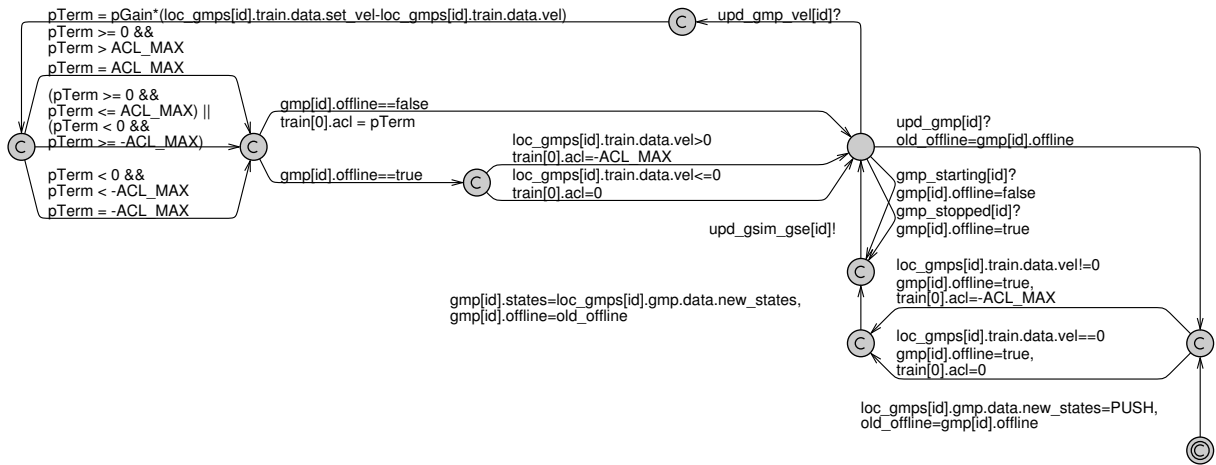 pTerm = pGain*(loc_gmps[id].train.data.set_vel-loc_gmps[id].train.data.vel)
upd_gmp_vel[id]?
C
pTerm >= 0 &&
pTerm > ACL_MAX
pTerm = ACL_MAX
(pTerm >= 0 &&
pTerm <= ACL_MAX) ||
(pTerm < 0 &&
pTerm >= -ACL_MAX)
C
C
pTerm < 0 &&
pTerm < -ACL_MAX
pTerm = -ACL_MAX
gmp[id].offline==false
train[0].acl = pTerm
gmp[id].offline==true
C
loc_gmps[id].train.data.vel>0
train[0].acl=-ACL_MAX
loc_gmps[id].train.data.vel<=0
train[0].acl=0
upd_gmp[id]?
old_offline=gmp[id].offline
gmp_starting[id]?
gmp[id].offline=false
gmp_stopped[id]?
gmp[id].offline=true
upd_gsim_gse[id]!
C
loc_gmps[id].train.data.vel!=0
gmp[id].offline=true,
train[0].acl=-ACL_MAX
gmp[id].states=loc_gmps[id].gmp.data.new_states,
gmp[id].offline=old_offline
C
C
loc_gmps[id].train.data.vel==0
gmp[id].offline=true,
train[0].acl=0
loc_gmps[id].gmp.data.new_states=PUSH,
old_offline=gmp[id].offline
C